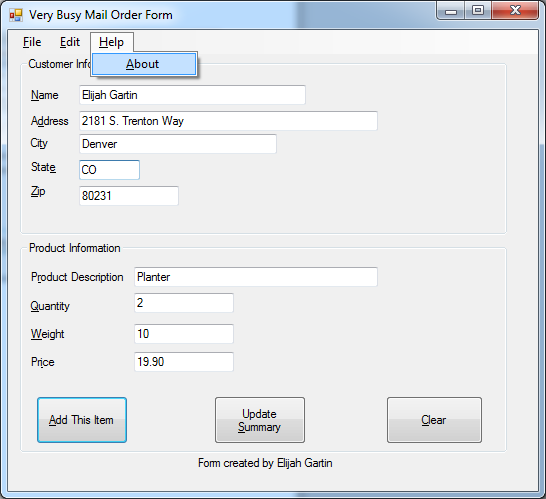 Very Busy Mail Order Form
File Edit Help
About
Customer Info
Name Elijah Gartin
Address 2181 S. Trenton Way
City Denver
State CO
Zip 80231
Product Information
Product Description Planter
Quantity 2
Weight 10
Price 19.90
Add This Item Update Summary Clear
Form created by Elijah Gartin